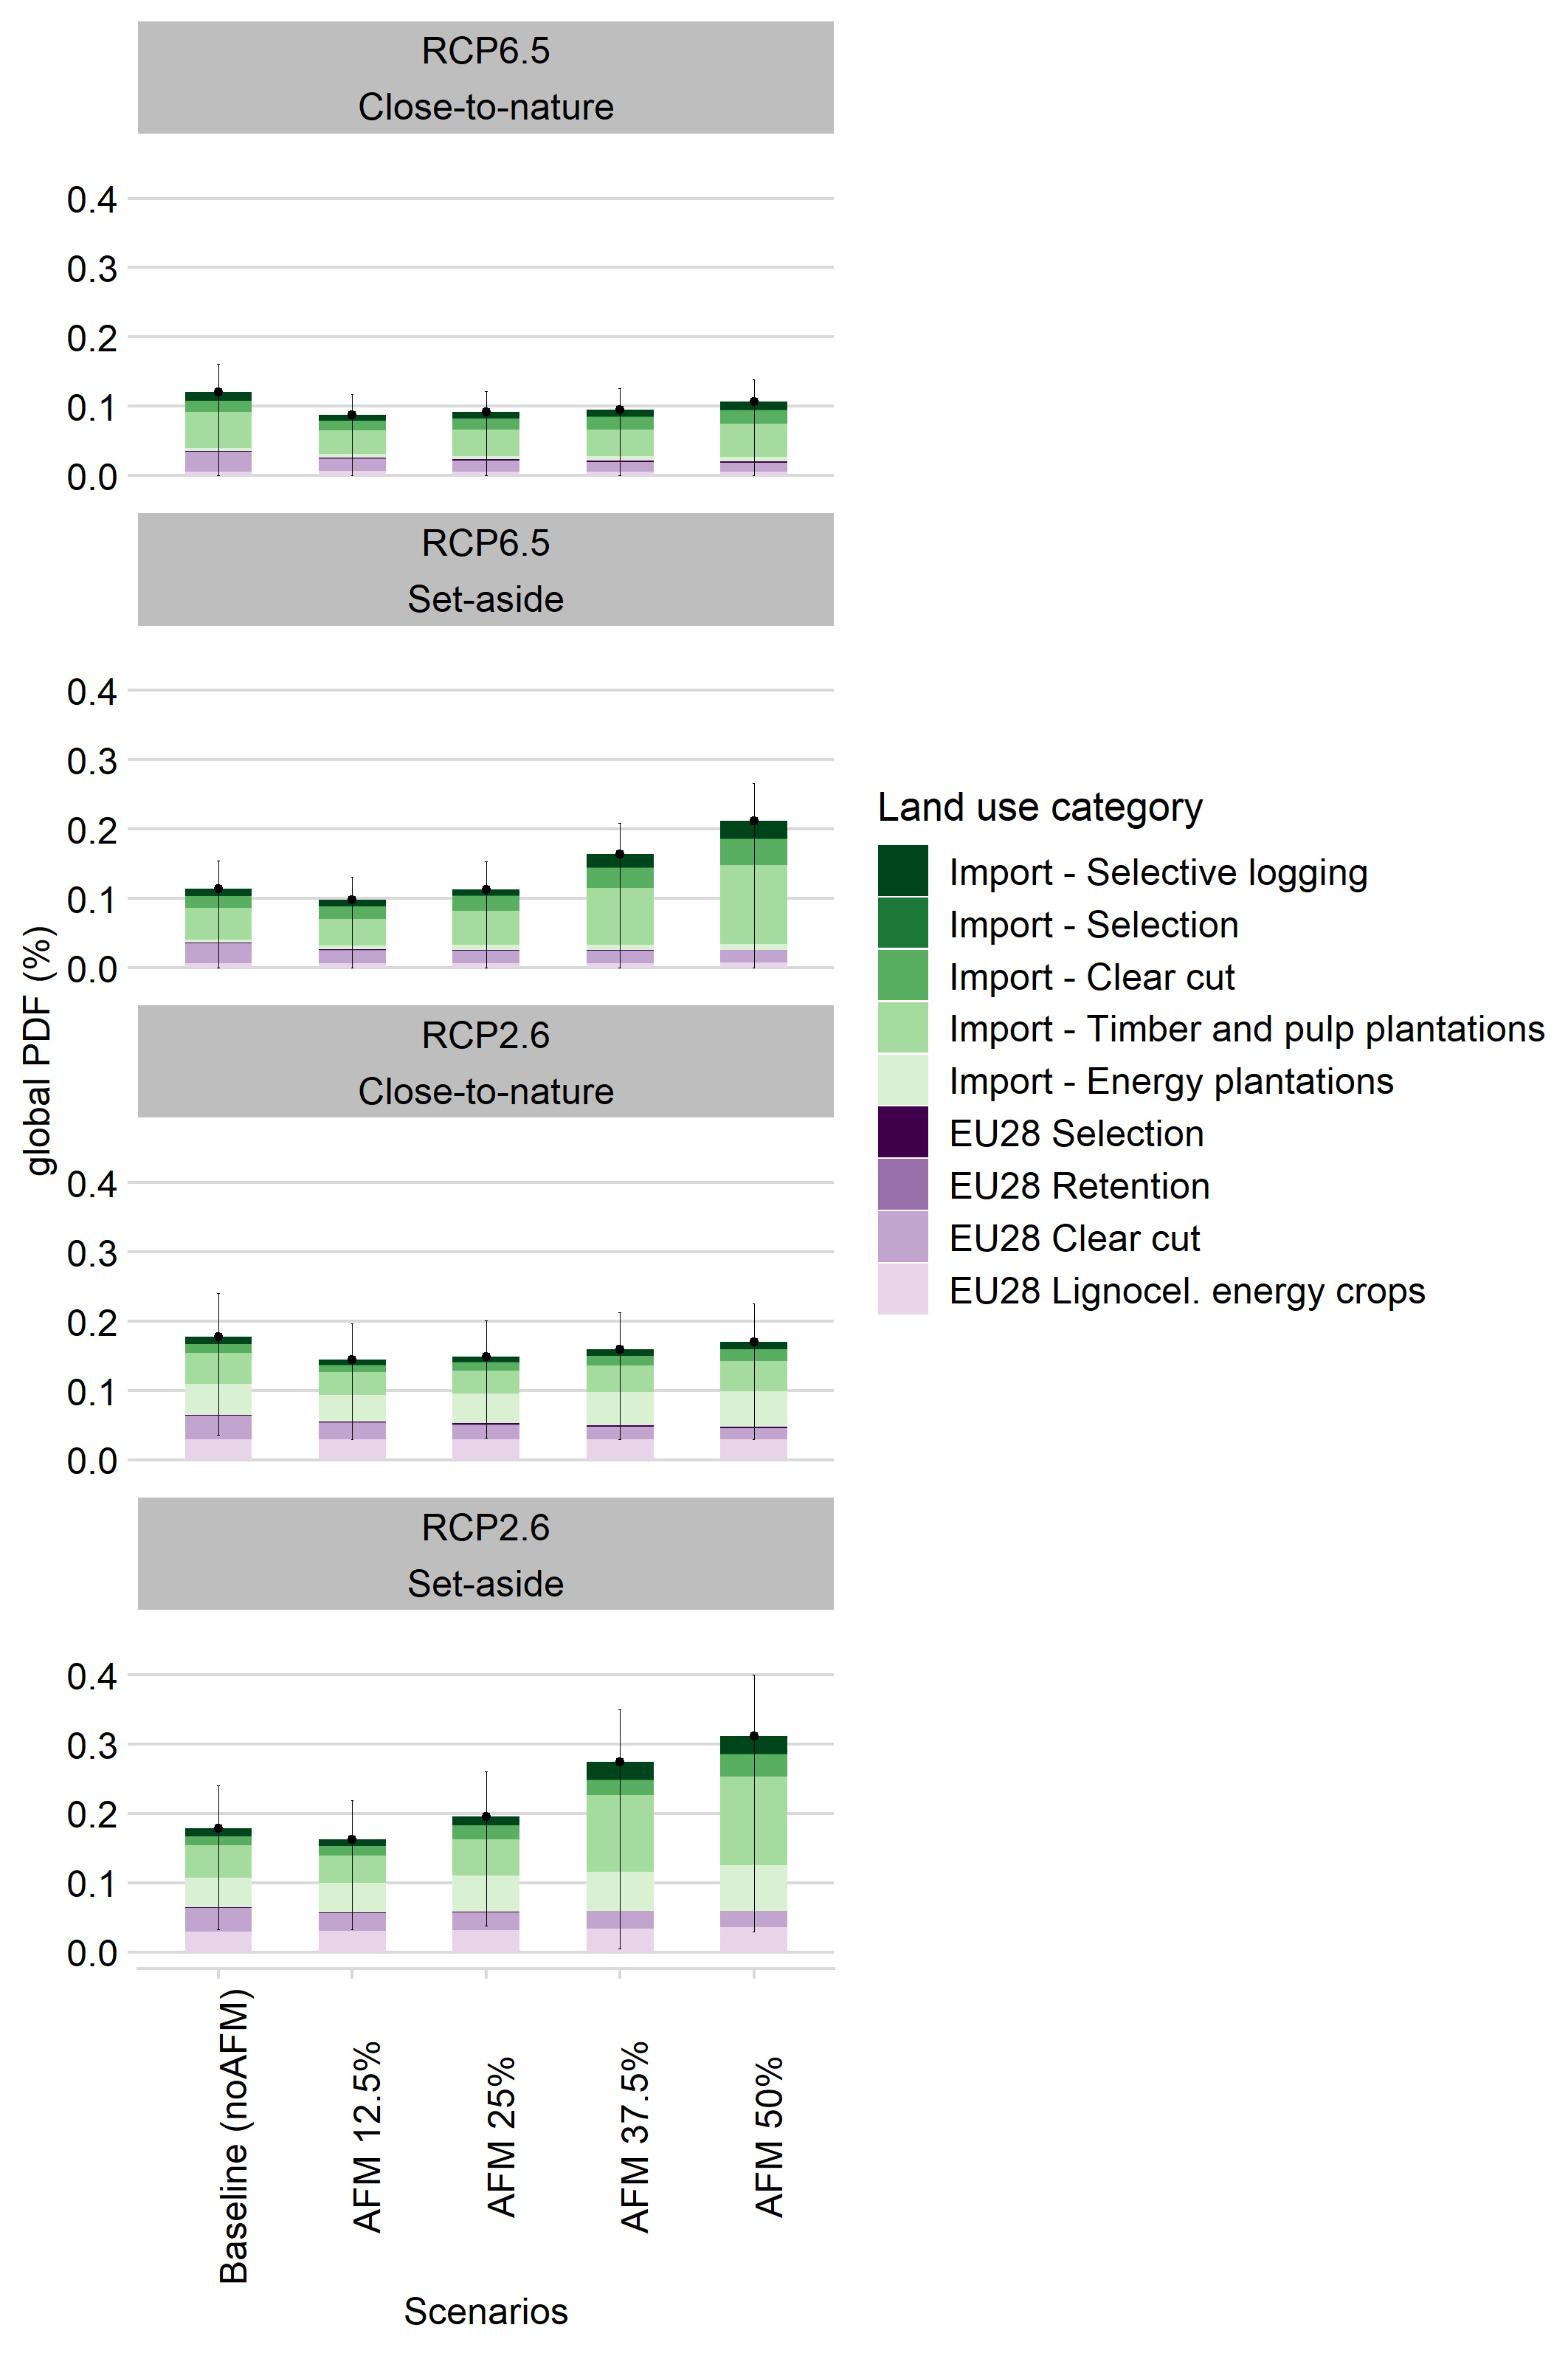 RCP6.5
Close-to-nature
0.4
0.3
0.2
0.1
0.0
RCP6.5
Set-aside
0.4
0.3
0.2
0.1
0.0
RCP2.6
Close-to-nature
0.4
0.3
0.2
0.1
0.0
RCP2.6
Set-aside
0.4
0.3
0.2
0.1
0.0
global PDF (%)
Baseline (noAFM)
AFM 12.5%
AFM 25%
AFM 37.5%
AFM 50%
Scenarios
Land use category
Import - Selective logging
Import - Selection
Import - Clear cut
Import - Timber and pulp plantations
Import - Energy plantations
EU28 Selection
EU28 Retention
EU28 Clear cut
EU28 Lignocel. energy crops